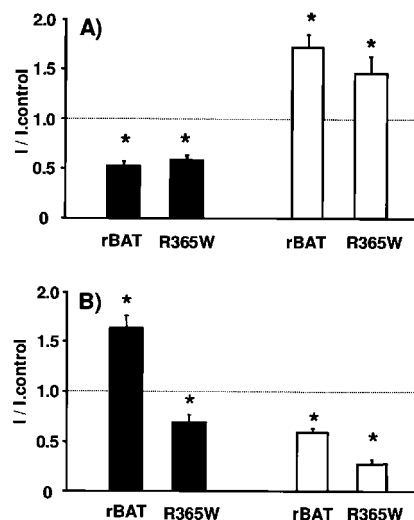 A)
I / I.control
2.0
1.5
1.0
0.5
0
*
*
*
*
rBAT
R365W
rBAT
R365W
B)
I / I.control
2.0
1.5
1.0
0.5
0
*
*
*
*
rBAT
R365W
rBAT
R365W